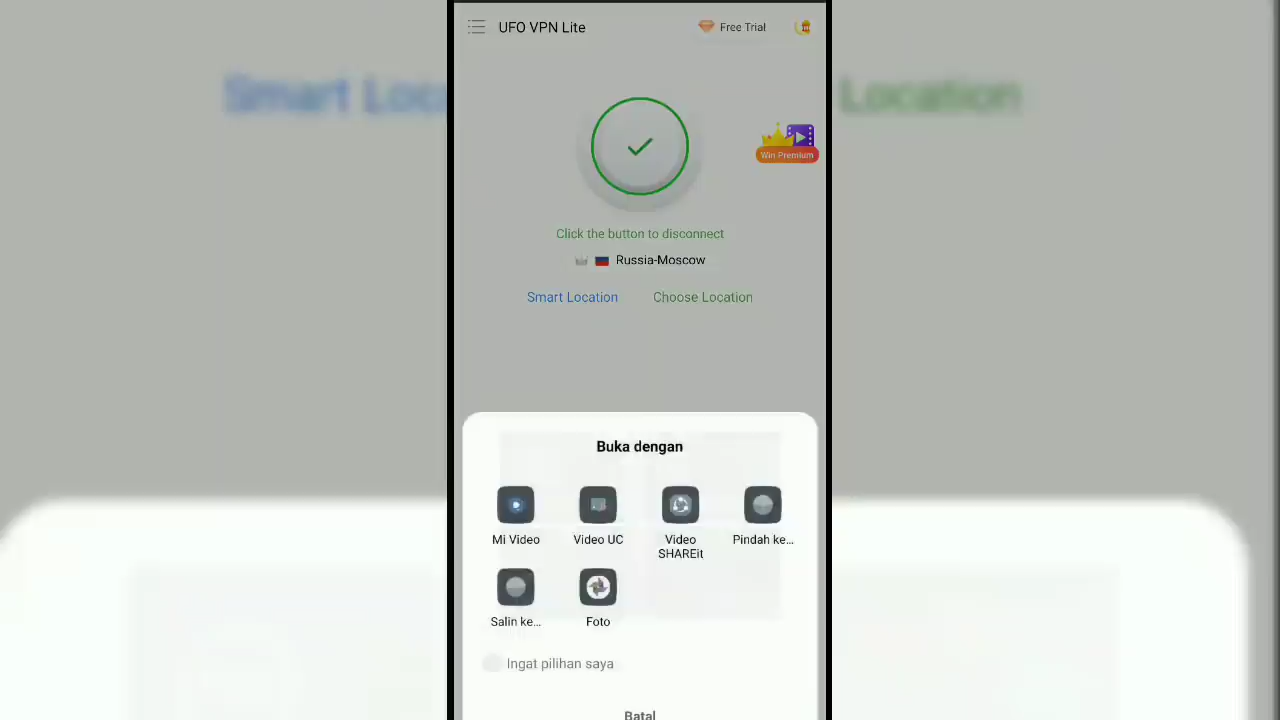 UFO VPN Lite
Free Trial
Smart Loca
Location
Win Premium
Click the button to disconnect
Russia-Moscow
Smart Location
Choose Location
Buka dengan
Mi Video
Video UC
Video
SHAREit
Pindah ke...
Salin ke...
Foto
Ingat pilihan saya
Batal